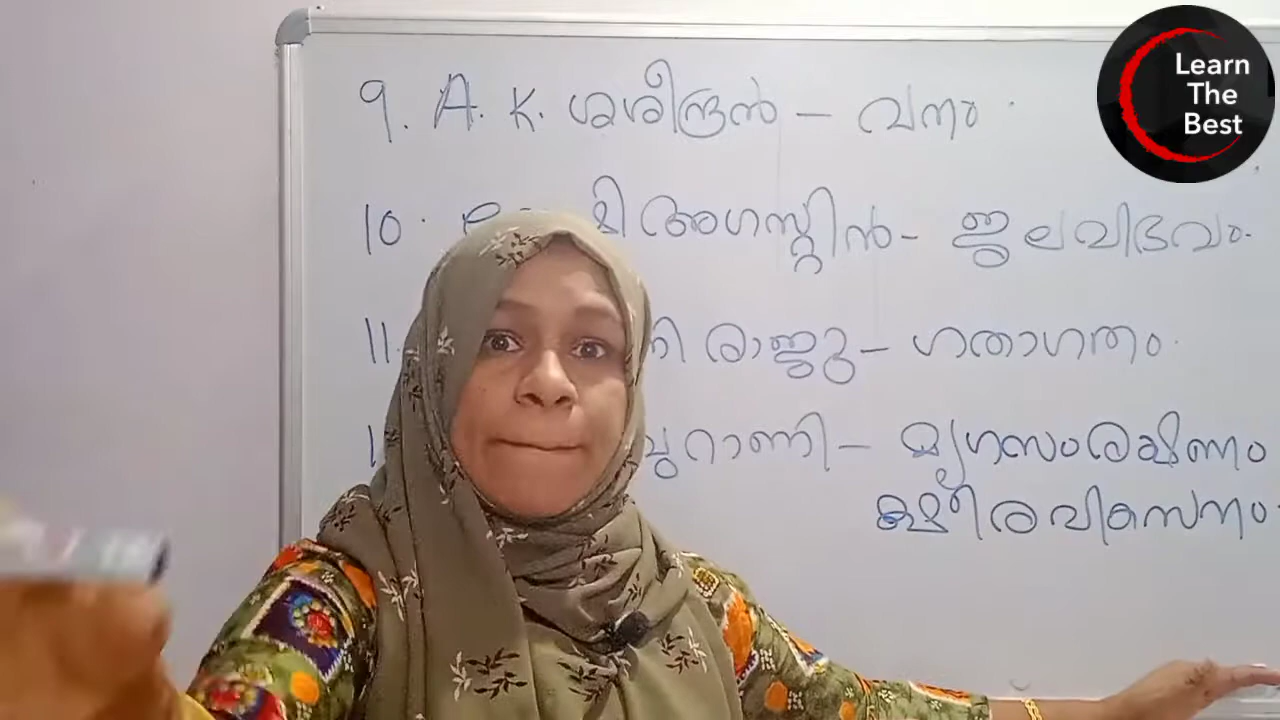 9. A. K. ശശീന്ദ്രൻ – വനം
10. അഗസ്റ്റിൻ – ജലവിഭവം.
11. രാജു – ഗതാഗതം.
മൃഗസംരക്ഷണം
ക്ഷീരവികസനം.
Learn
The
Best